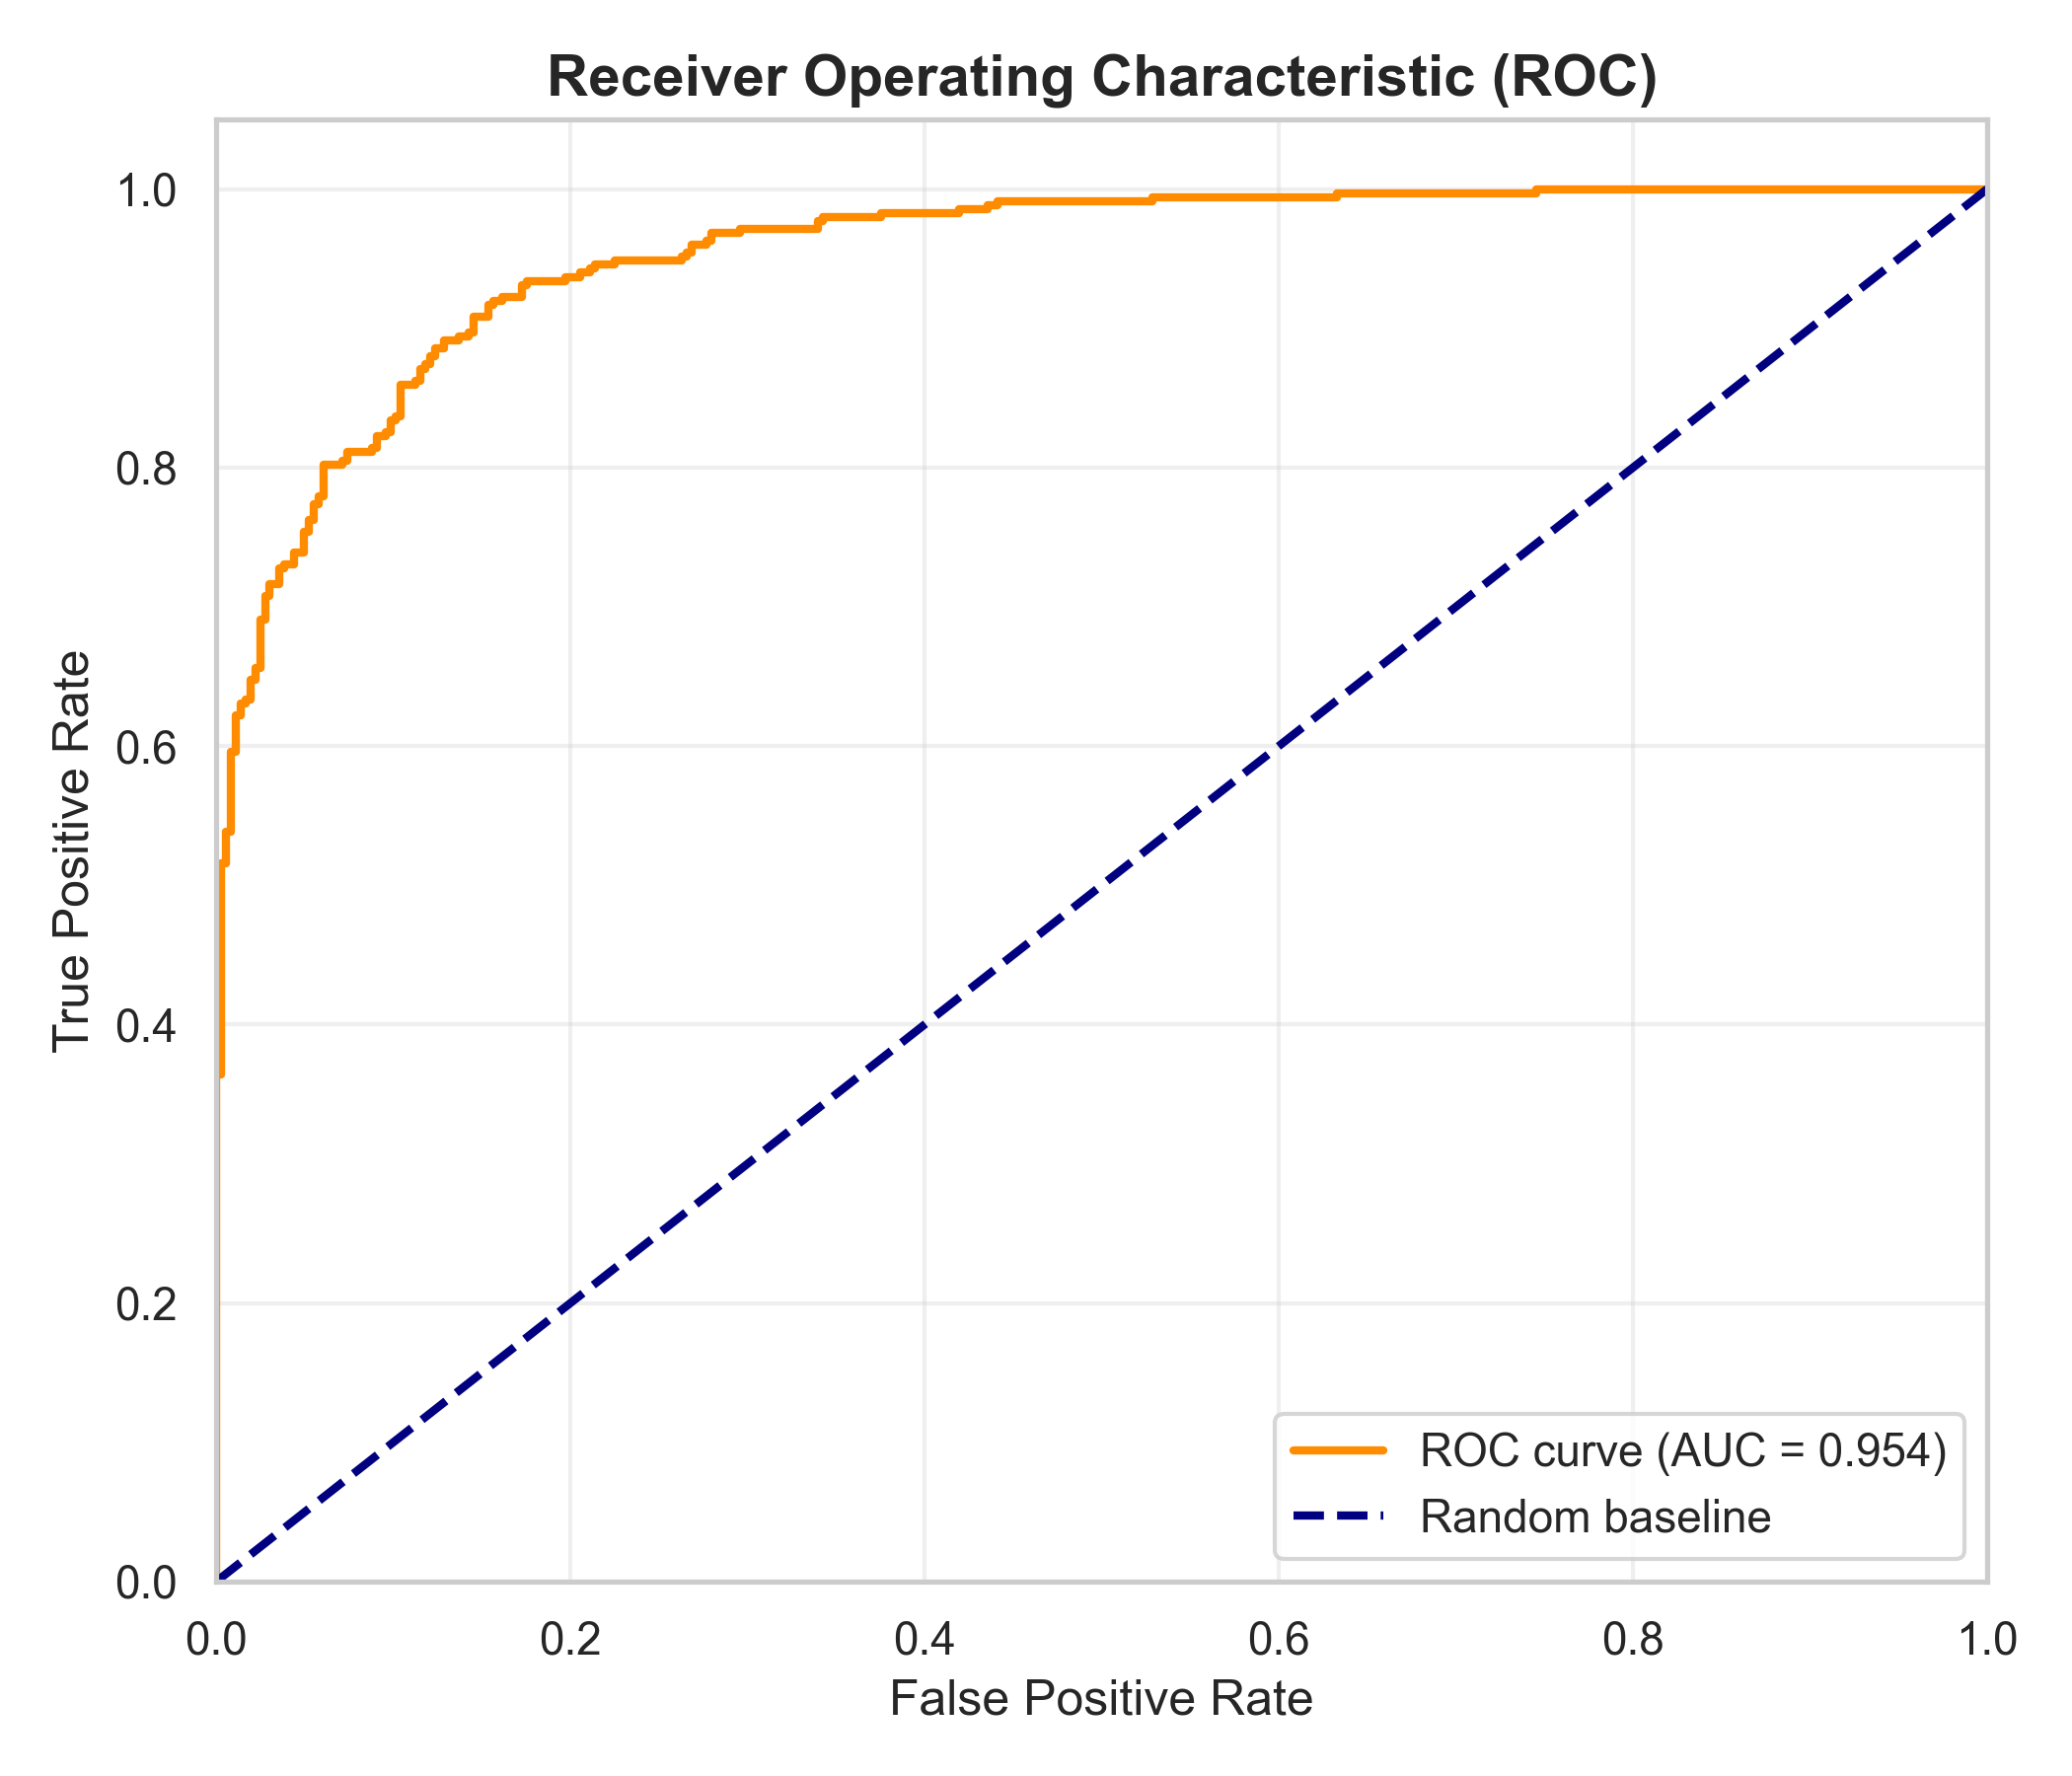 Receiver Operating Characteristic (ROC)
1.0
0.8
0.6
0.4
0.2
0.0
True Positive Rate
0.0 0.2 0.4 0.6 0.8 1.0
False Positive Rate
ROC curve (AUC = 0.954)
Random baseline